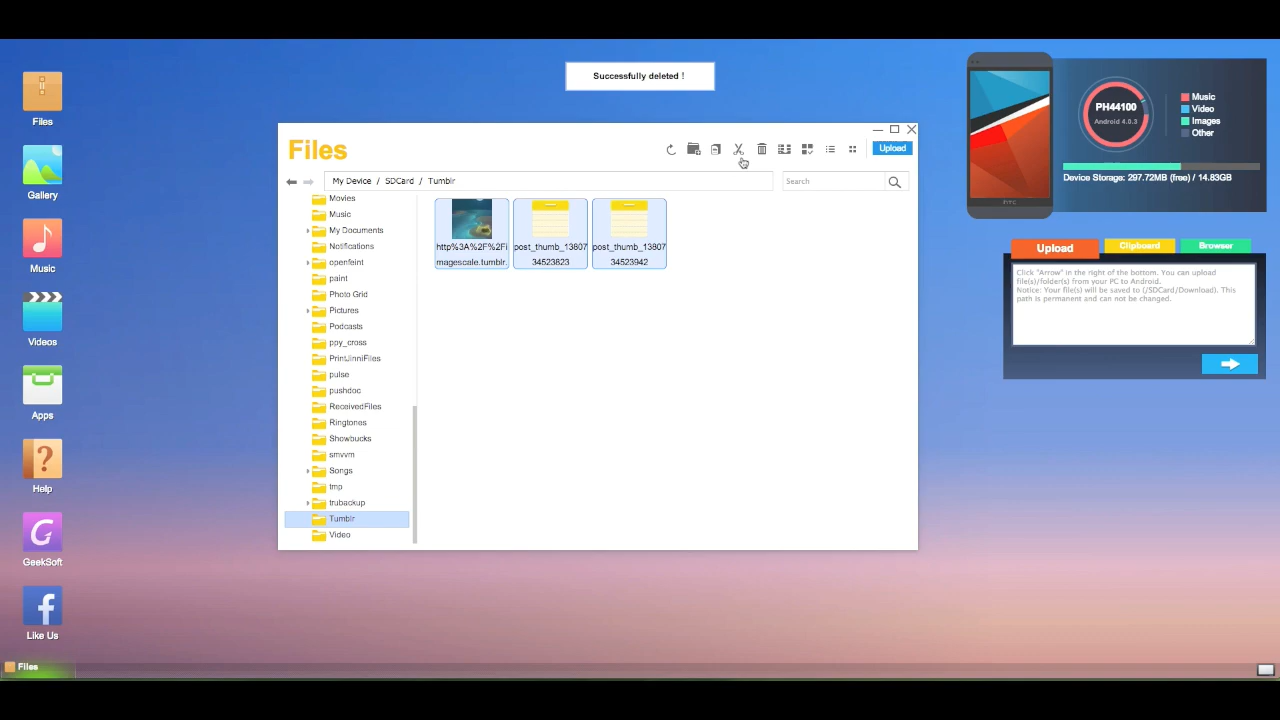 Successfully deleted !
Files
Gallery
Music
Videos
Apps
Help
GeekSoft
Like Us
Files
Files
Upload
My Device / SDCard / Tumblr
Search
Movies
Music
My Documents
Notifications
openfeint
paint
Photo Grid
Pictures
Podcasts
ppy_cross
PrintJinniFiles
pulse
pushdoc
ReceivedFiles
Ringtones
Showbucks
smvvm
Songs
tmp
trubackup
Tumblr
Video
http%3A%2F%2Fi
magescale.tumblr.
post_thumb_13807
34523823
post_thumb_13807
34523942
PH44100
Android 4.0.3
Music
Video
Images
Other
Device Storage: 297.72MB (free) / 14.83GB
hTC
Upload
Clipboard
Browser
Click "Arrow" in the right of the bottom. You can upload
file(s)/folder(s) from your PC to Android.
Notice: Your file(s) will be saved to (/SDCard/Download). This
path is permanent and can not be changed.